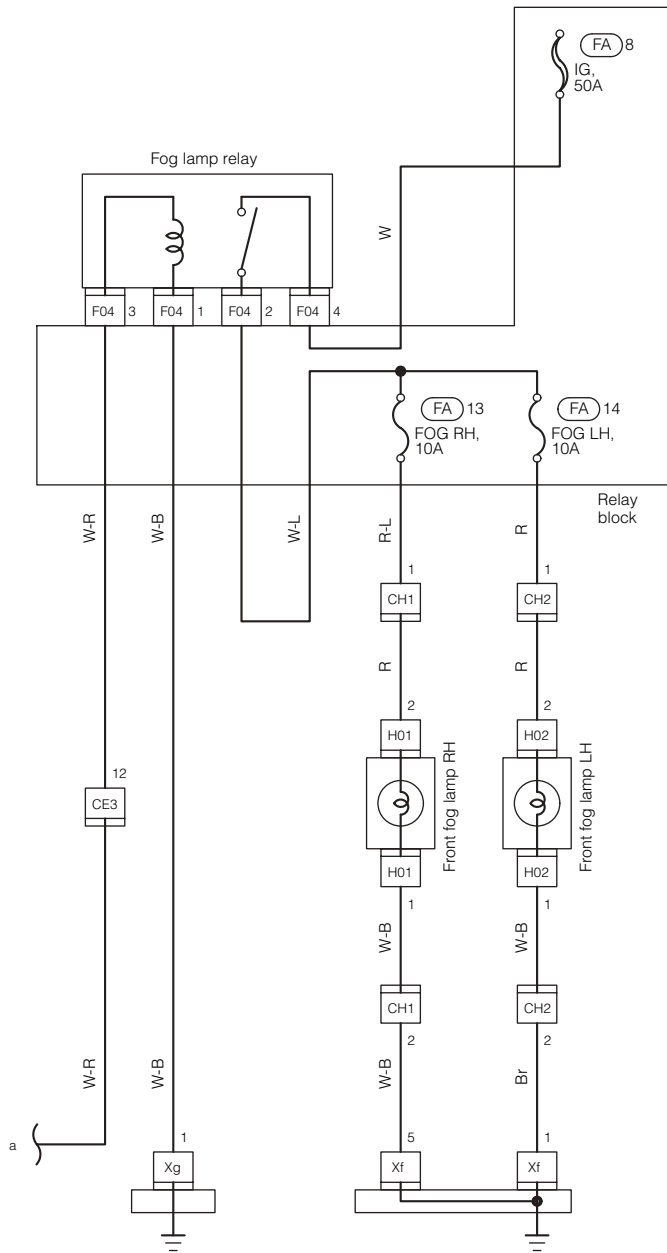 FA 8
IG,
50A
Fog lamp relay
W
F04 3
F04 1
F04 2
F04 4
FA 13
FOG RH,
10A
FA 14
FOG LH,
10A
Relay
block
W-R
W-B
W-L
R-L
R
1
CH1
1
CH2
R
R
2
H01
2
H02
Front fog lamp RH
Front fog lamp LH
12
CE3
H01
1
H02
1
W-B
W-B
CH1
2
CH2
2
W-R
W-B
W-B
Br
a
1
Xg
5
Xf
1
Xf